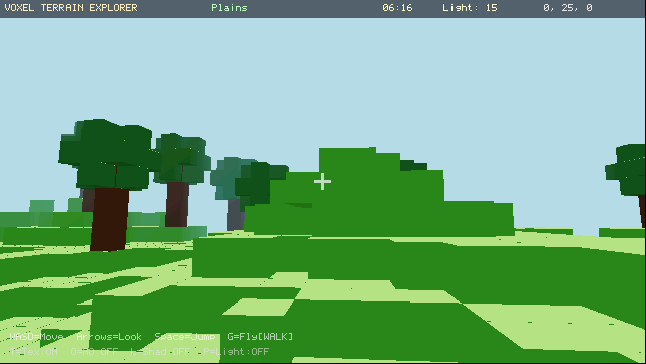 VOXEL TERRAIN EXPLORER Plains 06:16 Light: 15 0, 25, 0
WASD=Move Arrows=Look Space=Jump G=Fly[WALK]
OFF Light:OFF